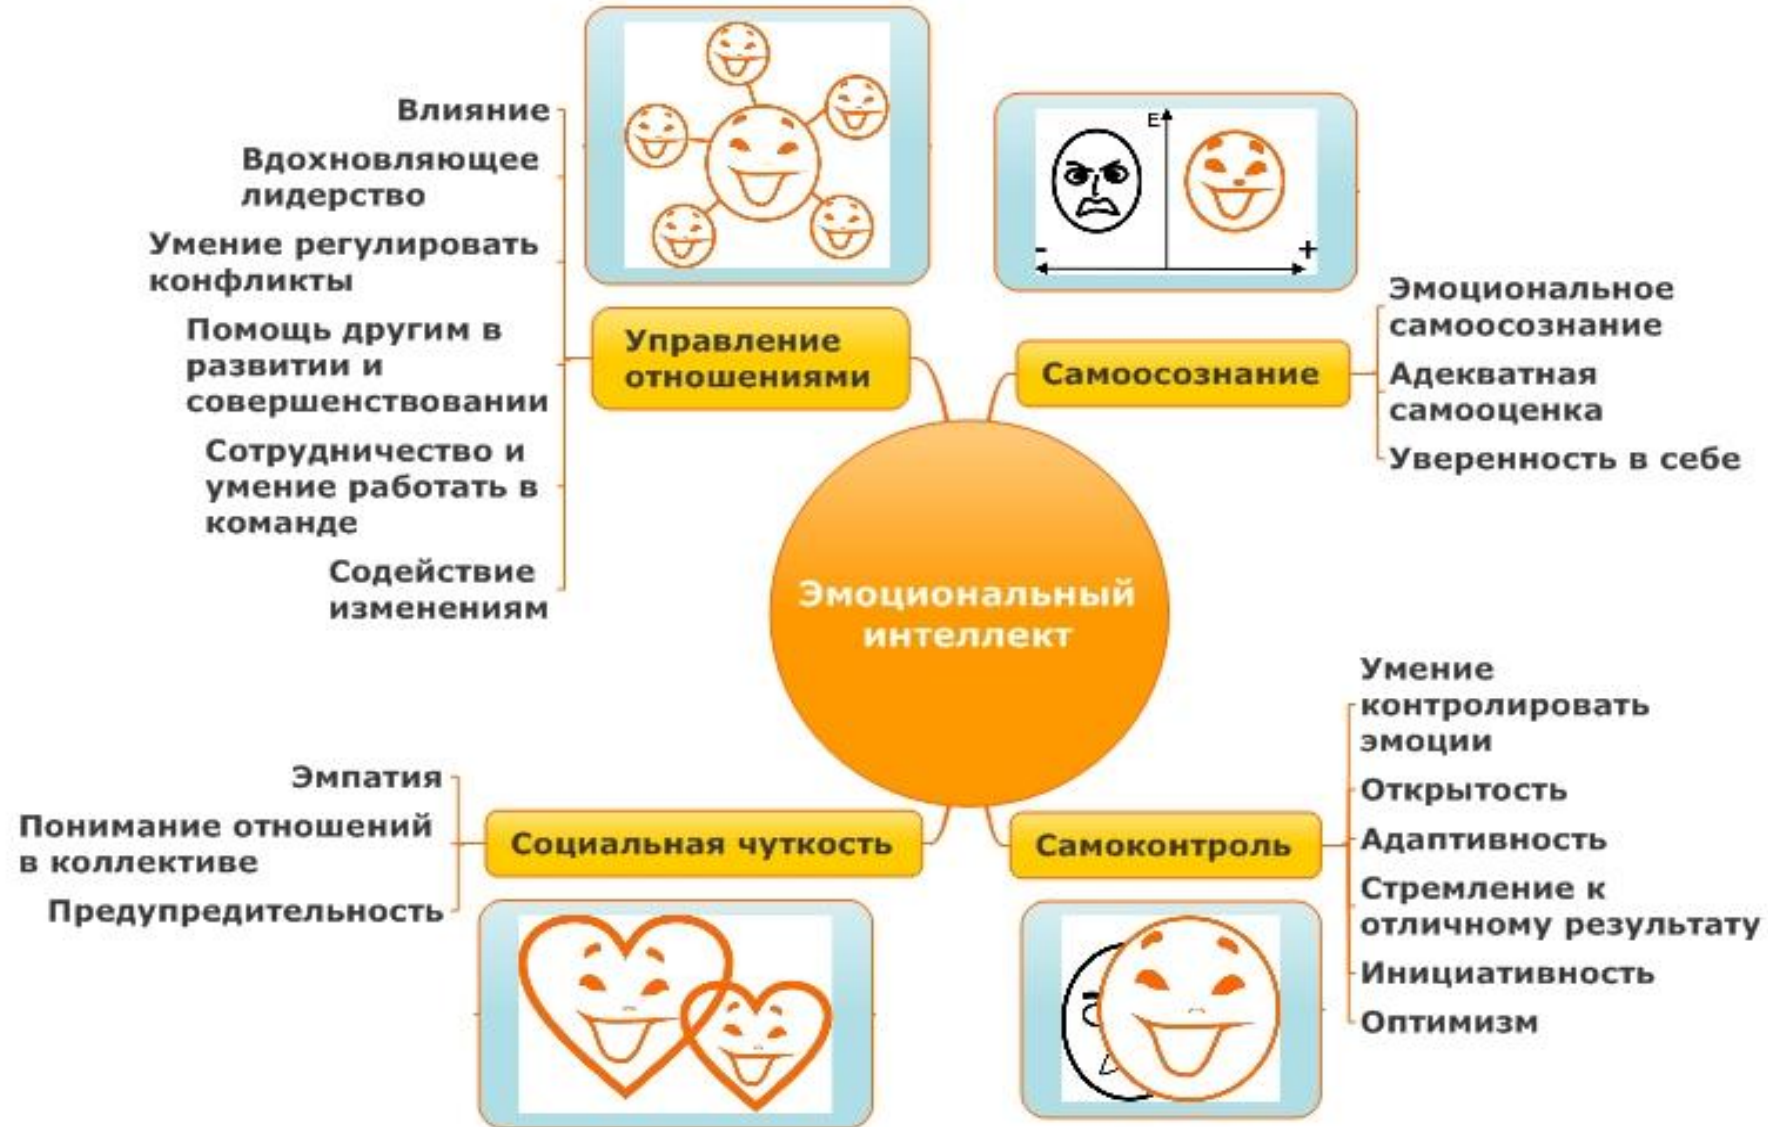 Влияние
Вдохновляющее
лидерство
Умение регулировать
конфликты
Помощь другим в
развитии и
совершенствовании
Сотрудничество и
умение работать в
команде
Содействие
изменениям
Управление
отношениями
E
-
+
Самоосознание
Эмоциональное
самоосознание
Адекватная
самооценка
Уверенность в себе
Эмоциональный
интеллект
Эмпатия
Понимание отношений
в коллективе
Предупредительность
Социальная чуткость
Самоконтроль
Умение
контролировать
эмоции
Открытость
Адаптивность
Стремление к
отличному результату
Инициативность
Оптимизм